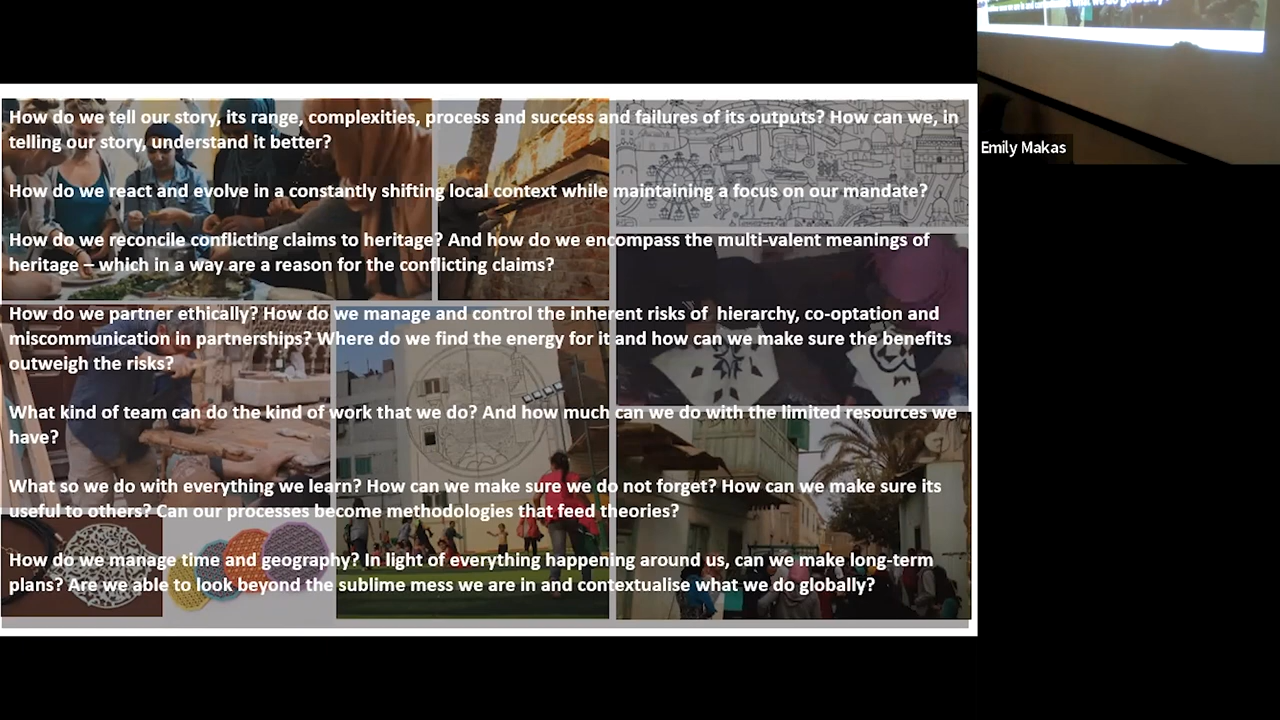 How do we tell our story, its range, complexities, process and success and failures of its outputs? How can we, in
telling our story, understand it better?
How do we react and evolve in a constantly shifting local context while maintaining a focus on our mandate?
How do we reconcile conflicting claims to heritage? And how do we encompass the multi-valent meanings of
heritage – which in a way are a reason for the conflicting claims?
How do we partner ethically? How do we manage and control the inherent risks of hierarchy, co-optation and
miscommunication in partnerships? Where do we find the energy for it and how can we make sure the benefits
outweigh the risks?
What kind of team can do the kind of work that we do? And how much can we do with the limited resources we
have?
What so we do with everything we learn? How can we make sure we do not forget? How can we make sure its
useful to others? Can our processes become methodologies that feed theories?
How do we manage time and geography? In light of everything happening around us, can we make long-term
plans? Are we able to look beyond the sublime mess we are in and contextualise what we do globally?
Emily Makas